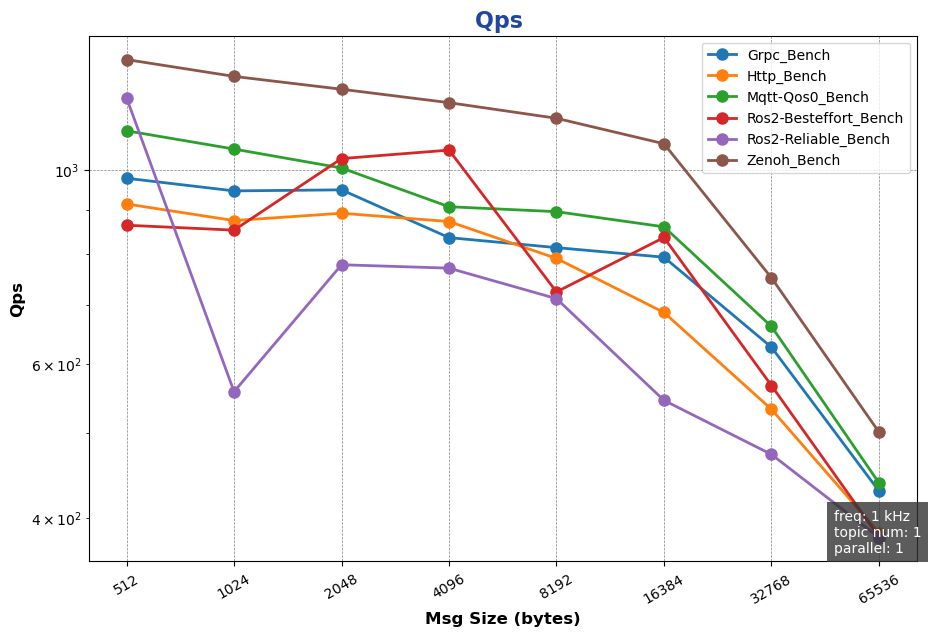 Qps
Grpc_Bench
Http_Bench
Mqtt-Qos0_Bench
Ros2-Besteffort_Bench
Ros2-Reliable_Bench
Zenoh_Bench
10³
6 × 10²
4 × 10²
Qps
freq: 1 kHz
topic num: 1
parallel: 1
512 1024 2048 4096 8192 16384 32768 65536
Msg Size (bytes)